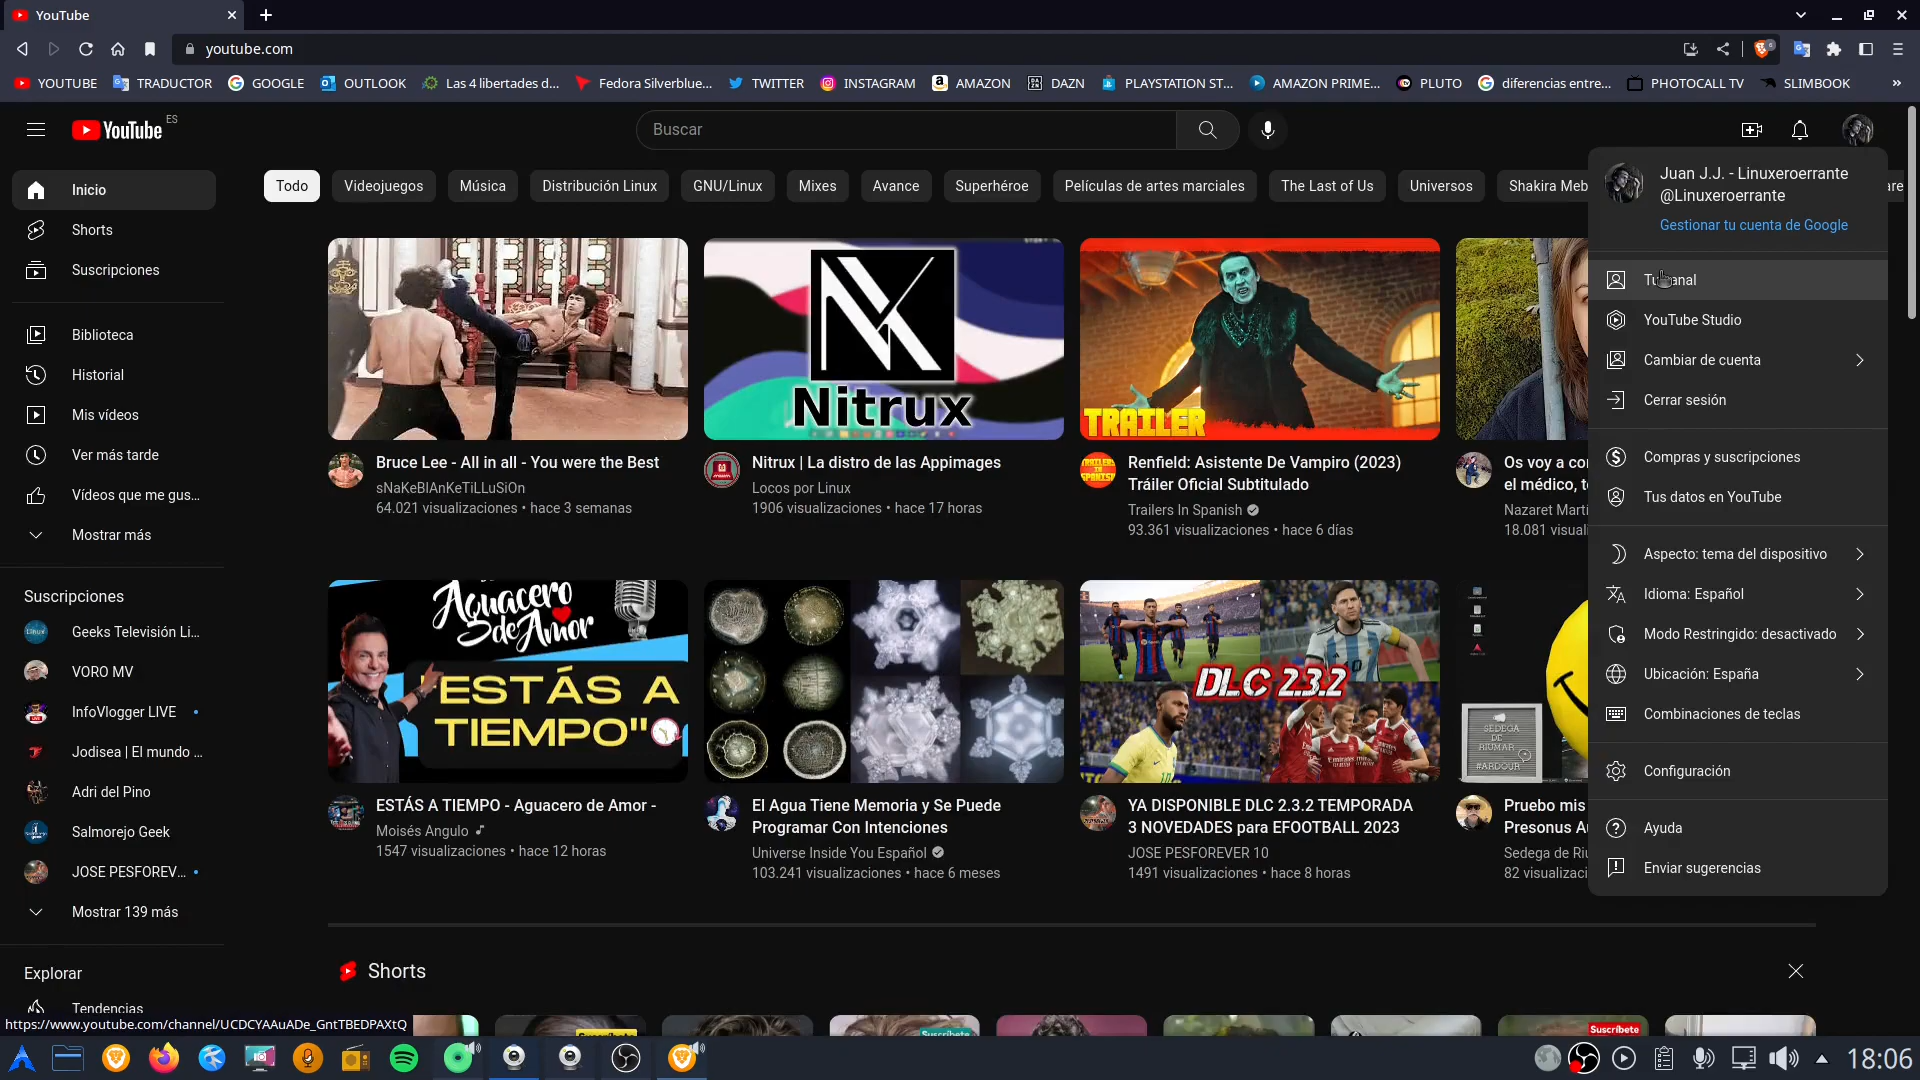 YouTube
youtube.com
YOUTUBE
TRADUCTOR
GOOGLE
OUTLOOK
Las 4 libertades d...
Fedora Silverblue...
TWITTER
INSTAGRAM
AMAZON
DAZN
PLAYSTATION ST...
AMAZON PRIME...
PLUTO
diferencias entre...
PHOTOCALL TV
SLIMBOOK
YouTube ES
Buscar
Todo
Videojuegos
Música
Distribución Linux
GNU/Linux
Mixes
Avance
Superhéroe
Películas de artes marciales
The Last of Us
Universos
Shakira Meb
Inicio
Shorts
Suscripciones
Biblioteca
Historial
Mis vídeos
Ver más tarde
Vídeos que me gus...
Mostrar más
Suscripciones
Geeks Televisión Li...
VORO MV
InfoVlogger LIVE
Jodisea | El mundo ...
Adri del Pino
Salmorejo Geek
JOSE PESFOREV...
Mostrar 139 más
Explorar
Tendencias
https://www.youtube.com/channel/UCDCYAAuADe_GntTBEDPAXtQ
Bruce Lee - All in all - You were the Best
sNaKeBlAnKeTiLLuSiOn
64.021 visualizaciones • hace 3 semanas
Nitrux
Nitrux | La distro de las Appimages
Locos por Linux
1906 visualizaciones • hace 17 horas
TRAILER
Renfield: Asistente De Vampiro (2023)
Tráiler Oficial Subtitulado
Trailers In Spanish
93.361 visualizaciones • hace 6 días
Os voy a co
el médico, t
Nazaret Martí
18.081 visual
Aguacero
de Amor
"ESTÁS A
TIEMPO"
ESTÁS A TIEMPO - Aguacero de Amor -
Moisés Angulo
1547 visualizaciones • hace 12 horas
El Agua Tiene Memoria y Se Puede
Programar Con Intenciones
Universe Inside You Español
103.241 visualizaciones • hace 6 meses
DLC 2.3.2
YA DISPONIBLE DLC 2.3.2 TEMPORADA
3 NOVEDADES para EFOOTBALL 2023
JOSE PESFOREVER 10
1491 visualizaciones • hace 8 horas
SEDEGA
DE
RIUMAR
#ARDOUR
Pruebo mis
Presonus Au
Sedega de Riu
82 visualizaci
Shorts
Suscríbete
Suscríbete
Suscríbete
Juan J.J. - Linuxeroerrante
@Linuxeroerrante
Gestionar tu cuenta de Google
Tu canal
YouTube Studio
Cambiar de cuenta
Cerrar sesión
Compras y suscripciones
Tus datos en YouTube
Aspecto: tema del dispositivo
Idioma: Español
Modo Restringido: desactivado
Ubicación: España
Combinaciones de teclas
Configuración
Ayuda
Enviar sugerencias
18:06